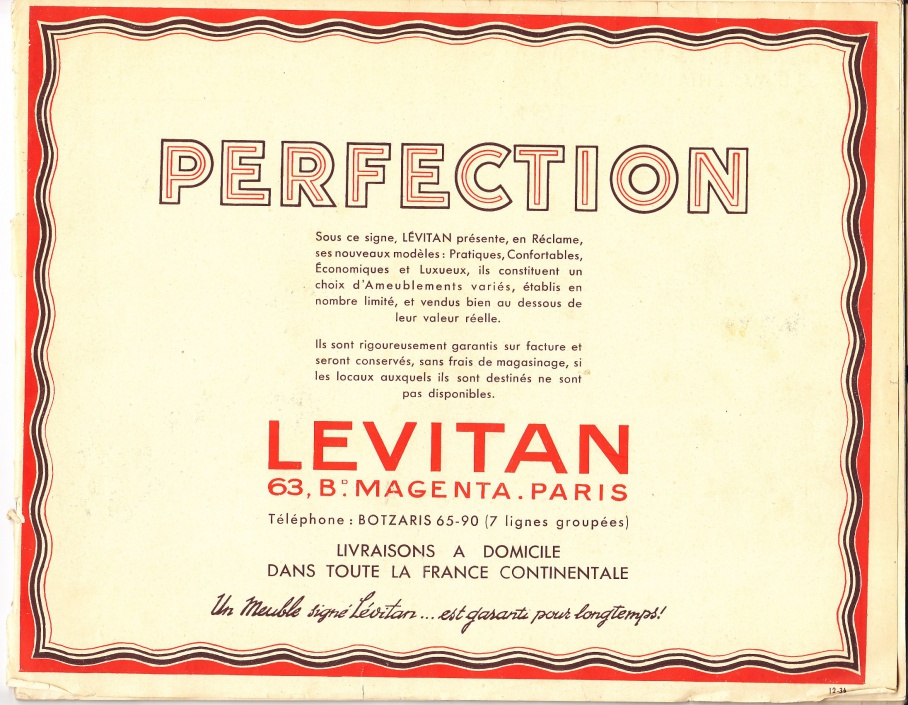 PERFECTION
Sous ce signe, LÉVITAN présente, en Réclame,
ses nouveaux modèles : Pratiques, Confortables,
Économiques et Luxueux, ils constituent un
choix d'Ameublements variés, établis en
nombre limité, et vendus bien au dessous de
leur valeur réelle.
Ils sont rigoureusement garantis sur facture et
seront conservés, sans frais de magasinage, si
les locaux auxquels ils sont destinés ne sont
pas disponibles.
LEVITAN
63, BD. MAGENTA. PARIS
Téléphone : BOTZARIS 65-90 (7 lignes groupées)
LIVRAISONS A DOMICILE
DANS TOUTE LA FRANCE CONTINENTALE
Un Meuble signé Lévitan... est garanti pour longtemps!
12-36